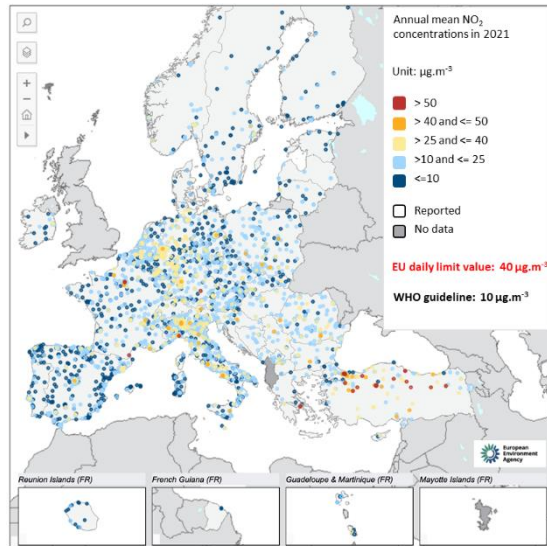 Annual mean NO₂
concentrations in 2021
Unit: µg.m⁻³
> 50
> 40 and <= 50
> 25 and <= 40
>10 and <= 25
<=10
Reported
No data
EU daily limit value: 40 µg.m⁻³
WHO guideline: 10 µg.m⁻³
European
Environment
Agency
Reunion Islands (FR)
French Guiana (FR)
Guadeloupe & Martinique (FR)
Mayotte Islands (FR)